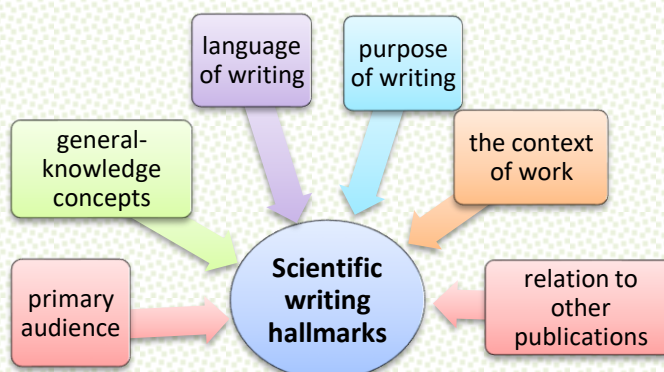 language
of writing
purpose
of writing
general-
knowledge
concepts
the context
of work
primary
audience
Scientific
writing
hallmarks
relation to
other
publications